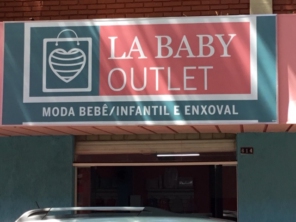 LA BABY
OUTLET
MODA BEBÊ/INFANTIL E ENXOVAL